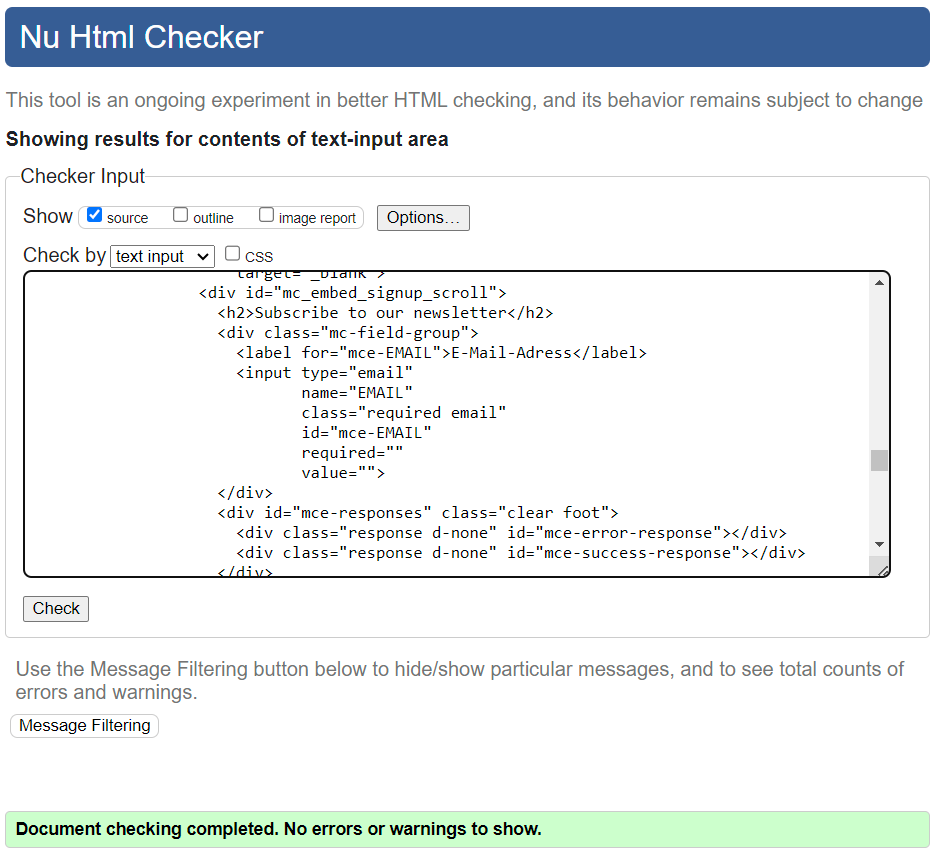 Nu Html Checker
This tool is an ongoing experiment in better HTML checking, and its behavior remains subject to change
Showing results for contents of text-input area
Checker Input
Show source outline image report Options...
Check by text input CSS
target="_blank">
<div id="mc_embed_signup_scroll">
<h2>Subscribe to our newsletter</h2>
<div class="mc-field-group">
<label for="mce-EMAIL">E-Mail-Adress</label>
<input type="email"
name="EMAIL"
class="required email"
id="mce-EMAIL"
required=""
value="">
</div>
<div id="mce-responses" class="clear foot">
<div class="response d-none" id="mce-error-response"></div>
<div class="response d-none" id="mce-success-response"></div>
</div>
Check
Use the Message Filtering button below to hide/show particular messages, and to see total counts of
errors and warnings.
Message Filtering
Document checking completed. No errors or warnings to show.